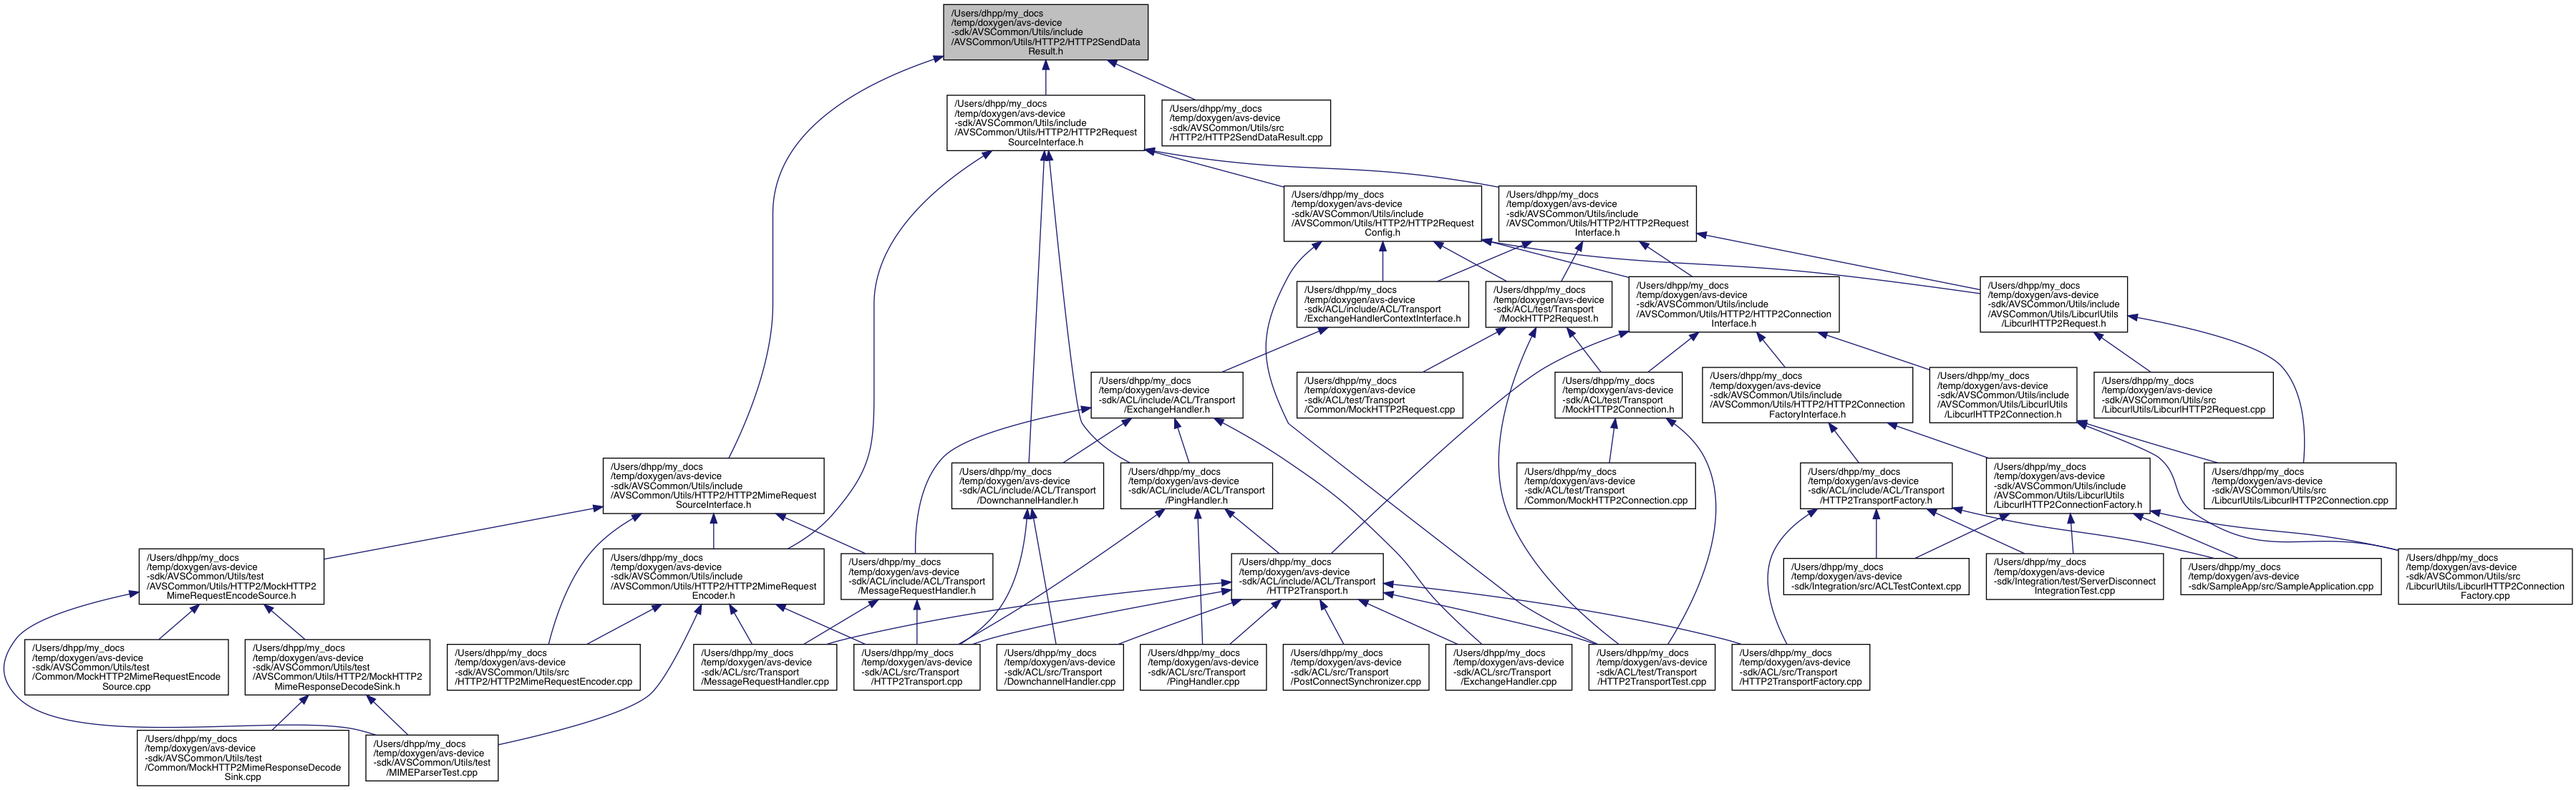 /Users/dhpp/my_docs
/temp/doxygen/avs-device
-sdk/AVSCommon/Utils/include
/AVSCommon/Utils/HTTP2/HTTP2SendData
Result.h
/Users/dhpp/my_docs
/temp/doxygen/avs-device
-sdk/AVSCommon/Utils/include
/AVSCommon/Utils/HTTP2/HTTP2Request
SourceInterface.h
/Users/dhpp/my_docs
/temp/doxygen/avs-device
-sdk/AVSCommon/Utils/src
/HTTP2/HTTP2SendDataResult.cpp
/Users/dhpp/my_docs
/temp/doxygen/avs-device
-sdk/AVSCommon/Utils/include
/AVSCommon/Utils/HTTP2/HTTP2Request
Config.h
/Users/dhpp/my_docs
/temp/doxygen/avs-device
-sdk/AVSCommon/Utils/include
/AVSCommon/Utils/HTTP2/HTTP2Request
Interface.h
/Users/dhpp/my_docs
/temp/doxygen/avs-device
-sdk/ACL/include/ACL/Transport
/ExchangeHandlerContextInterface.h
/Users/dhpp/my_docs
/temp/doxygen/avs-device
-sdk/ACL/test/Transport
/MockHTTP2Request.h
/Users/dhpp/my_docs
/temp/doxygen/avs-device
-sdk/AVSCommon/Utils/include
/AVSCommon/Utils/HTTP2/HTTP2Connection
Interface.h
/Users/dhpp/my_docs
/temp/doxygen/avs-device
-sdk/AVSCommon/Utils/include
/AVSCommon/Utils/LibcurlUtils
/LibcurlHTTP2Request.h
/Users/dhpp/my_docs
/temp/doxygen/avs-device
-sdk/ACL/include/ACL/Transport
/ExchangeHandler.h
/Users/dhpp/my_docs
/temp/doxygen/avs-device
-sdk/ACL/test/Transport
/Common/MockHTTP2Request.cpp
/Users/dhpp/my_docs
/temp/doxygen/avs-device
-sdk/ACL/test/Transport
/MockHTTP2Connection.h
/Users/dhpp/my_docs
/temp/doxygen/avs-device
-sdk/AVSCommon/Utils/include
/AVSCommon/Utils/HTTP2/HTTP2Connection
FactoryInterface.h
/Users/dhpp/my_docs
/temp/doxygen/avs-device
-sdk/AVSCommon/Utils/include
/AVSCommon/Utils/LibcurlUtils
/LibcurlHTTP2Connection.h
/Users/dhpp/my_docs
/temp/doxygen/avs-device
-sdk/AVSCommon/Utils/src
/LibcurlUtils/LibcurlHTTP2Request.cpp
/Users/dhpp/my_docs
/temp/doxygen/avs-device
-sdk/AVSCommon/Utils/include
/AVSCommon/Utils/HTTP2/HTTP2MimeRequest
SourceInterface.h
/Users/dhpp/my_docs
/temp/doxygen/avs-device
-sdk/ACL/include/ACL/Transport
/DownchannelHandler.h
/Users/dhpp/my_docs
/temp/doxygen/avs-device
-sdk/ACL/include/ACL/Transport
/PingHandler.h
/Users/dhpp/my_docs
/temp/doxygen/avs-device
-sdk/ACL/test/Transport
/Common/MockHTTP2Connection.cpp
/Users/dhpp/my_docs
/temp/doxygen/avs-device
-sdk/ACL/include/ACL/Transport
/HTTP2TransportFactory.h
/Users/dhpp/my_docs
/temp/doxygen/avs-device
-sdk/AVSCommon/Utils/include
/AVSCommon/Utils/LibcurlUtils
/LibcurlHTTP2ConnectionFactory.h
/Users/dhpp/my_docs
/temp/doxygen/avs-device
-sdk/AVSCommon/Utils/src
/LibcurlUtils/LibcurlHTTP2Connection.cpp
/Users/dhpp/my_docs
/temp/doxygen/avs-device
-sdk/AVSCommon/Utils/test
/AVSCommon/Utils/HTTP2/MockHTTP2
MimeRequestEncodeSource.h
/Users/dhpp/my_docs
/temp/doxygen/avs-device
-sdk/AVSCommon/Utils/include
/AVSCommon/Utils/HTTP2/HTTP2MimeRequest
Encoder.h
/Users/dhpp/my_docs
/temp/doxygen/avs-device
-sdk/ACL/include/ACL/Transport
/MessageRequestHandler.h
/Users/dhpp/my_docs
/temp/doxygen/avs-device
-sdk/ACL/include/ACL/Transport
/HTTP2Transport.h
/Users/dhpp/my_docs
/temp/doxygen/avs-device
-sdk/Integration/src/ACLTestContext.cpp
/Users/dhpp/my_docs
/temp/doxygen/avs-device
-sdk/Integration/test/ServerDisconnect
IntegrationTest.cpp
/Users/dhpp/my_docs
/temp/doxygen/avs-device
-sdk/SampleApp/src/SampleApplication.cpp
/Users/dhpp/my_docs
/temp/doxygen/avs-device
-sdk/AVSCommon/Utils/src
/LibcurlUtils/LibcurlHTTP2Connection
Factory.cpp
/Users/dhpp/my_docs
/temp/doxygen/avs-device
-sdk/AVSCommon/Utils/test
/Common/MockHTTP2MimeRequestEncode
Source.cpp
/Users/dhpp/my_docs
/temp/doxygen/avs-device
-sdk/AVSCommon/Utils/test
/AVSCommon/Utils/HTTP2/MockHTTP2
MimeResponseDecodeSink.h
/Users/dhpp/my_docs
/temp/doxygen/avs-device
-sdk/AVSCommon/Utils/src
/HTTP2/HTTP2MimeRequestEncoder.cpp
/Users/dhpp/my_docs
/temp/doxygen/avs-device
-sdk/ACL/src/Transport
/MessageRequestHandler.cpp
/Users/dhpp/my_docs
/temp/doxygen/avs-device
-sdk/ACL/src/Transport
/HTTP2Transport.cpp
/Users/dhpp/my_docs
/temp/doxygen/avs-device
-sdk/ACL/src/Transport
/DownchannelHandler.cpp
/Users/dhpp/my_docs
/temp/doxygen/avs-device
-sdk/ACL/src/Transport
/PingHandler.cpp
/Users/dhpp/my_docs
/temp/doxygen/avs-device
-sdk/ACL/src/Transport
/PostConnectSynchronizer.cpp
/Users/dhpp/my_docs
/temp/doxygen/avs-device
-sdk/ACL/src/Transport
/ExchangeHandler.cpp
/Users/dhpp/my_docs
/temp/doxygen/avs-device
-sdk/ACL/test/Transport
/HTTP2TransportTest.cpp
/Users/dhpp/my_docs
/temp/doxygen/avs-device
-sdk/ACL/src/Transport
/HTTP2TransportFactory.cpp
/Users/dhpp/my_docs
/temp/doxygen/avs-device
-sdk/AVSCommon/Utils/test
/Common/MockHTTP2MimeResponseDecode
Sink.cpp
/Users/dhpp/my_docs
/temp/doxygen/avs-device
-sdk/AVSCommon/Utils/test
/MIMEParserTest.cpp